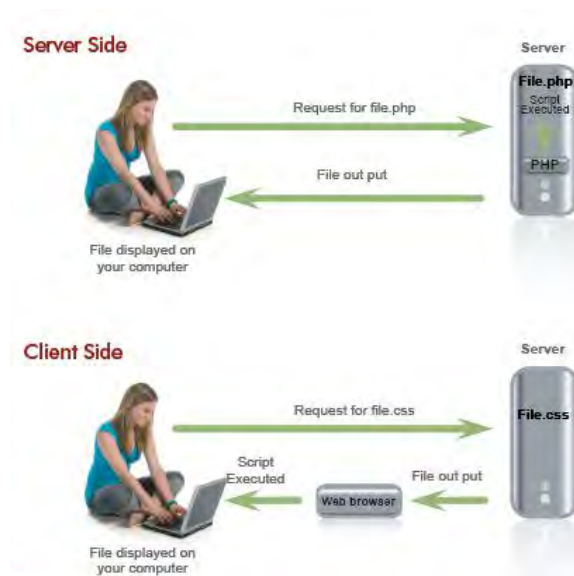 Server Side
Server
File.php
Script
Executed
PHP
Request for file.php
File out put
File displayed on
your computer
Client Side
Server
File.css
Request for file.css
Script
Executed
Web browser
File out put
File displayed on
your computer